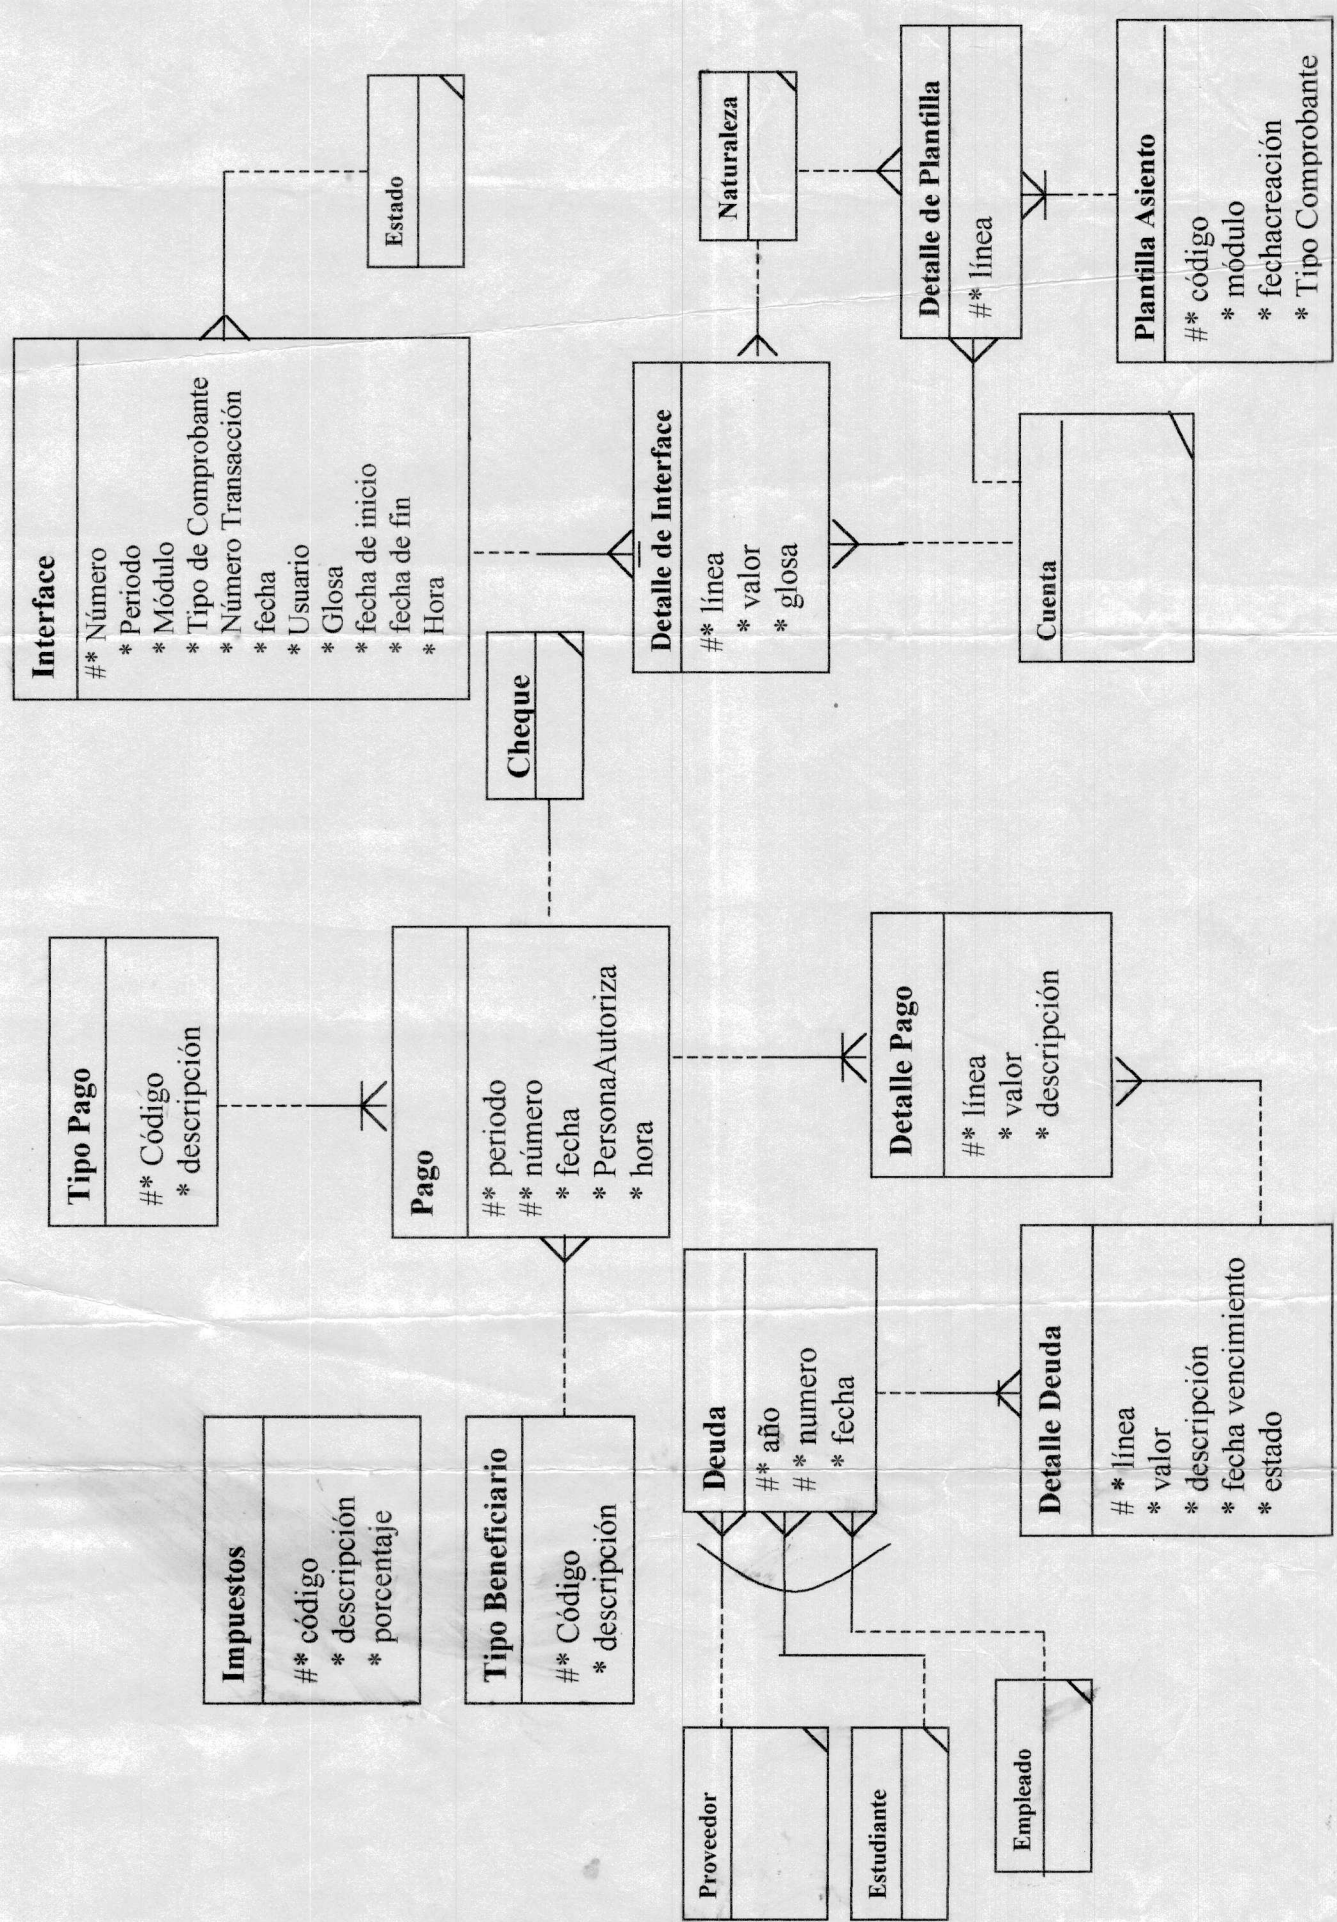 Impuestos
#* código
* descripción
* porcentaje
Tipo Beneficiario
#* Código
* descripción
Tipo Pago
#* Código
* descripción
Pago
#* periodo
#* número
* fecha
* PersonaAutoriza
* hora
Cheque
Interface
#* Número
* Periodo
* Módulo
* Tipo de Comprobante
* Número Transacción
* fecha
* Usuario
* Glosa
* fecha de inicio
* fecha de fin
* Hora
Estado
Proveedor
Estudiante
Empleado
Deuda
#* año
# * numero
* fecha
Detalle Deuda
# * línea
* valor
* descripción
* fecha vencimiento
* estado
Detalle Pago
#* línea
* valor
* descripción
Detalle de Interface
#* línea
* valor
* glosa
Naturaleza
Cuenta
Detalle de Plantilla
#* línea
Plantilla Asiento
#* código
* módulo
* fechacreación
* Tipo Comprobante